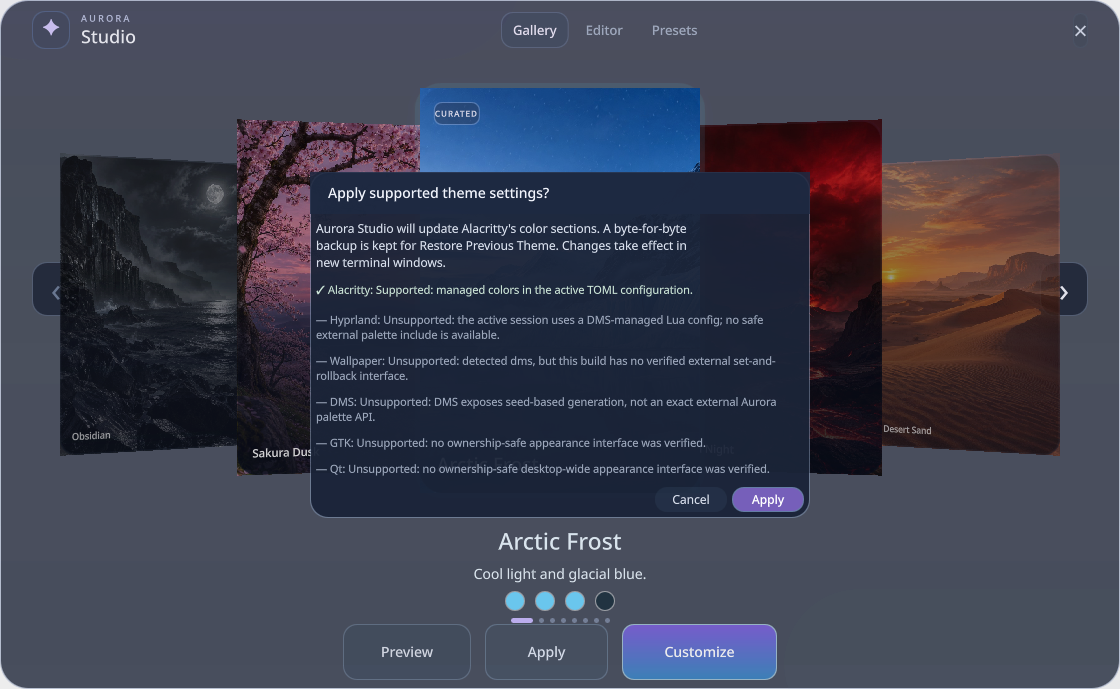 AURORA
Studio
Gallery
Editor
Presets
CURATED
Apply supported theme settings?
Aurora Studio will update Alacritty's color sections. A byte-for-byte
backup is kept for Restore Previous Theme. Changes take effect in
new terminal windows.
✓ Alacritty: Supported: managed colors in the active TOML configuration.
— Hyprland: Unsupported: the active session uses a DMS-managed Lua config; no safe
external palette include is available.
— Wallpaper: Unsupported: detected dms, but this build has no verified external set-and-
rollback interface.
— DMS: Unsupported: DMS exposes seed-based generation, not an exact external Aurora
palette API.
— GTK: Unsupported: no ownership-safe appearance interface was verified.
— Qt: Unsupported: no ownership-safe desktop-wide appearance interface was verified.
Cancel
Apply
Obsidian
Sakura Dus
Desert Sand
Arctic Frost
Cool light and glacial blue.
Preview
Apply
Customize